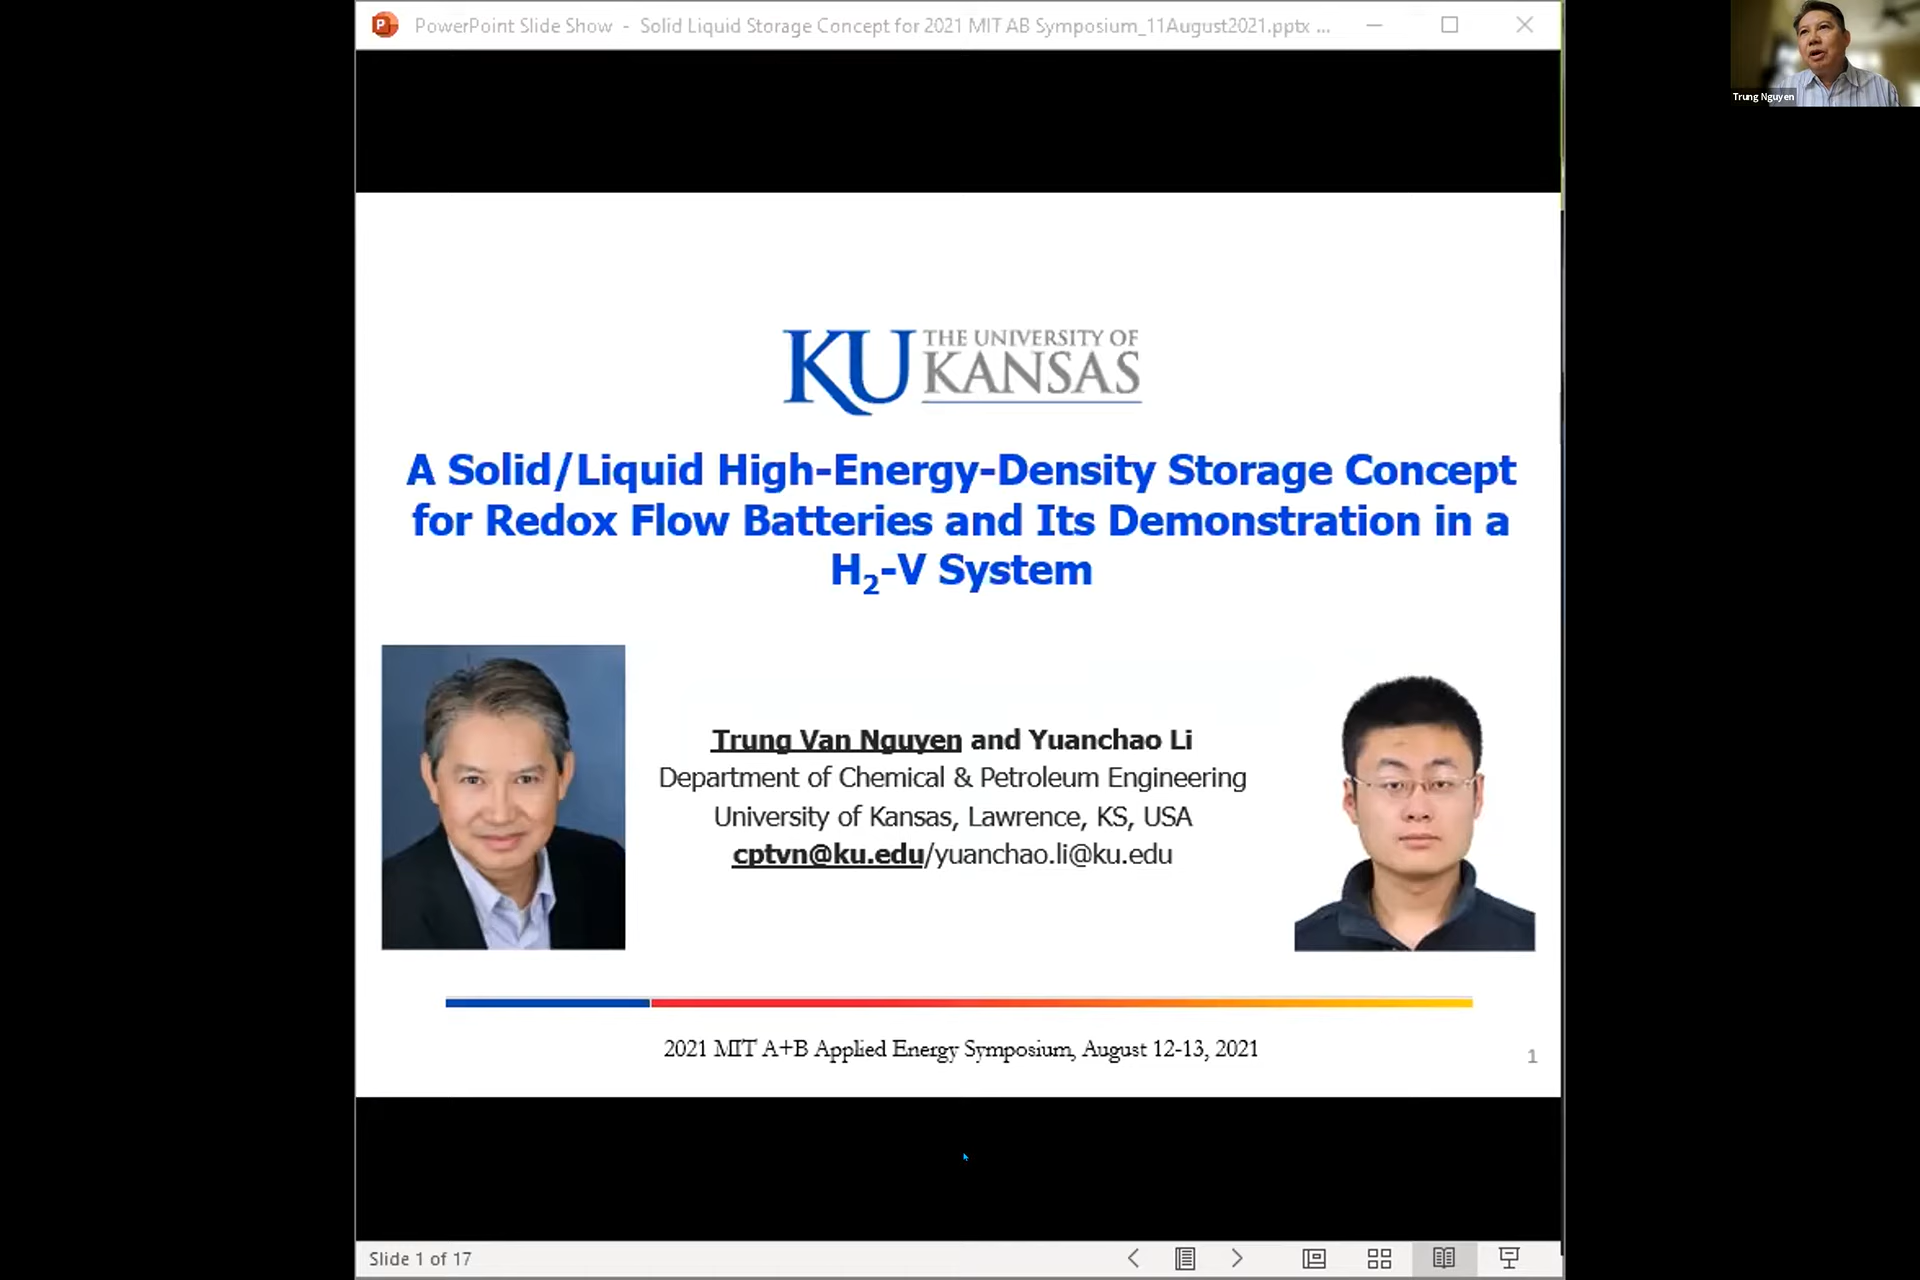 PowerPoint Slide Show - Solid Liquid Storage Concept for 2021 MIT AB Symposium_11August2021.pptx ...
Trung Nguyen
KU THE UNIVERSITY OF
KANSAS
A Solid/Liquid High-Energy-Density Storage Concept
for Redox Flow Batteries and Its Demonstration in a
H₂-V System
Trung Van Nguyen and Yuanchao Li
Department of Chemical & Petroleum Engineering
University of Kansas, Lawrence, KS, USA
cptvn@ku.edu/yuanchao.li@ku.edu
2021 MIT A+B Applied Energy Symposium, August 12-13, 2021
1
Slide 1 of 17